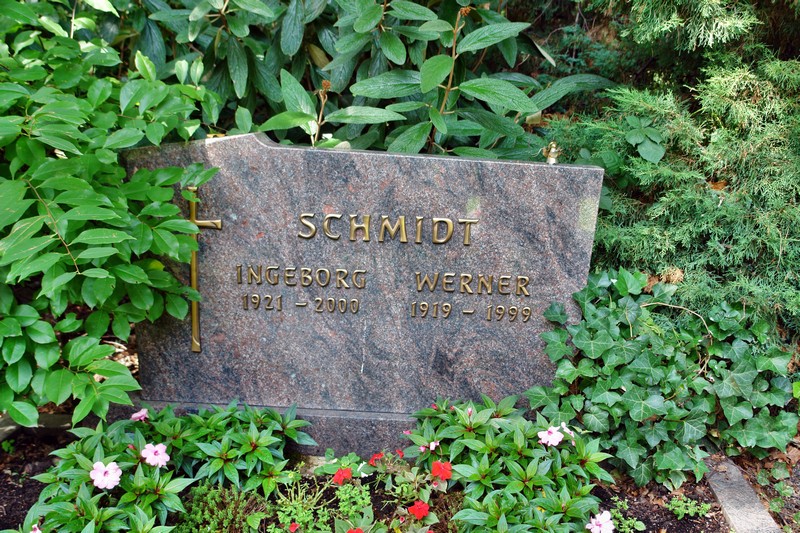 SCHMIDT
INGEBORG WERNER
1921 – 2000 1919 – 1999